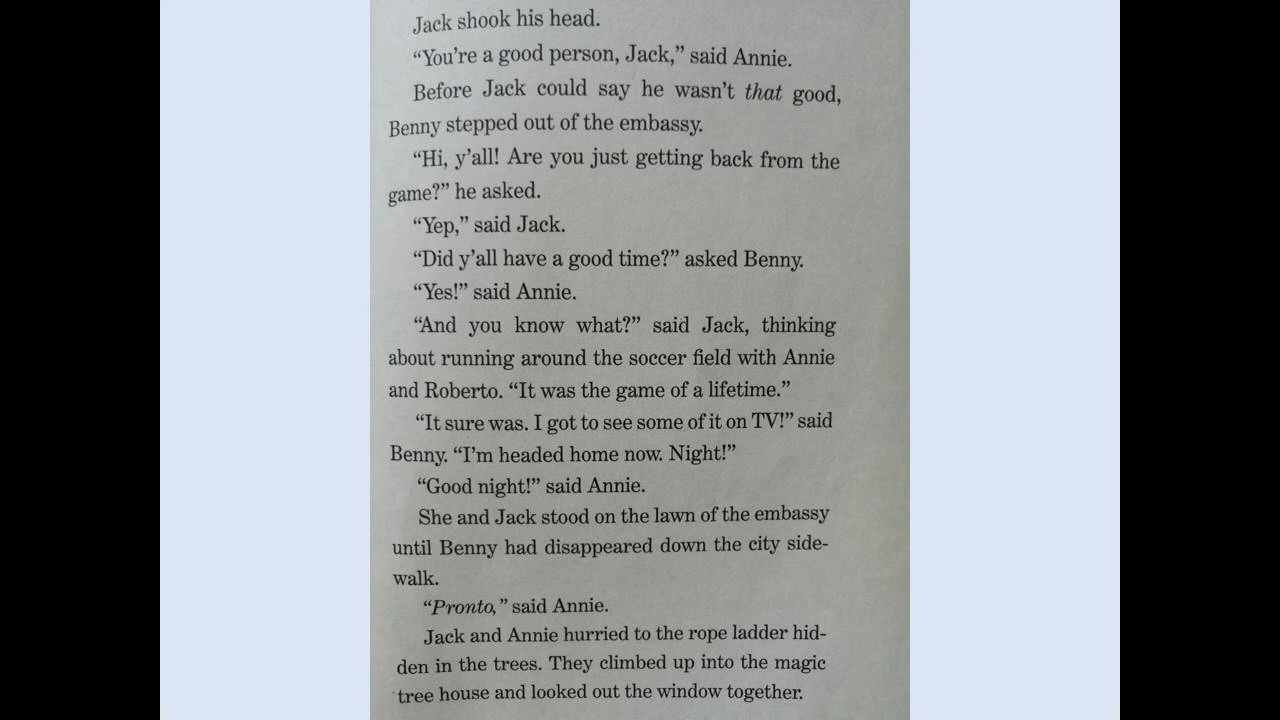 Jack shook his head.
“You’re a good person, Jack,” said Annie.
Before Jack could say he wasn’t that good,
Benny stepped out of the embassy.
“Hi, y’all! Are you just getting back from the
game?” he asked.
“Yep,” said Jack.
“Did y’all have a good time?” asked Benny.
“Yes!” said Annie.
“And you know what?” said Jack, thinking
about running around the soccer field with Annie
and Roberto. “It was the game of a lifetime.”
“It sure was. I got to see some of it on TV!” said
Benny. “I’m headed home now. Night!”
“Good night!” said Annie.
She and Jack stood on the lawn of the embassy
until Benny had disappeared down the city side-
walk.
“Pronto,” said Annie.
Jack and Annie hurried to the rope ladder hid-
den in the trees. They climbed up into the magic
tree house and looked out the window together.